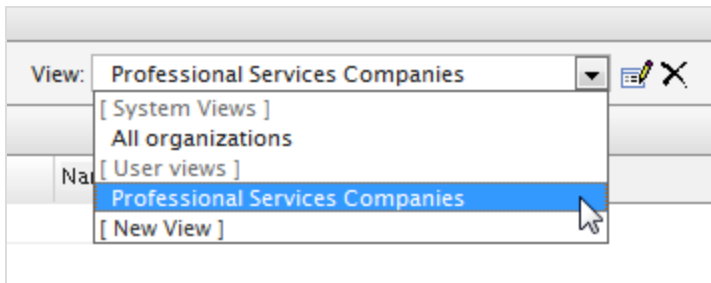 View: Professional Services Companies
[ System Views ]
All organizations
[ User views ]
Professional Services Companies
[ New View ]